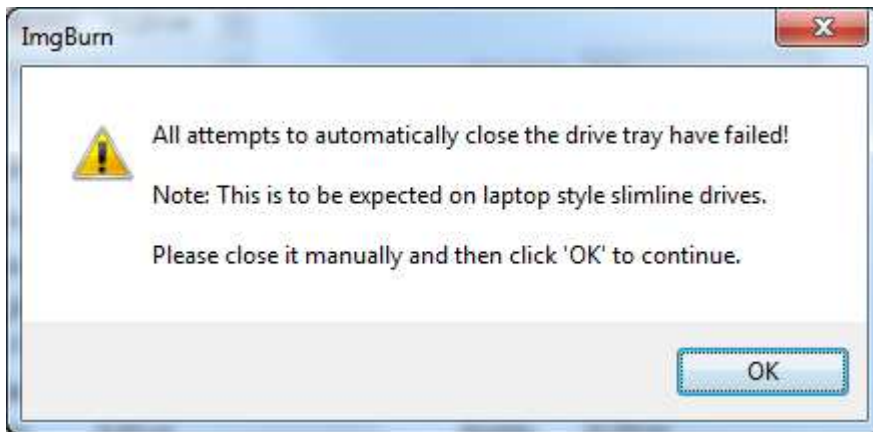 ImgBurn
All attempts to automatically close the drive tray have failed!
Note: This is to be expected on laptop style slimline drives.
Please close it manually and then click 'OK' to continue.
OK